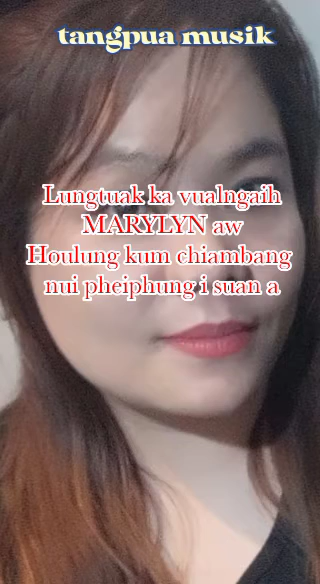 tangpua musik
Lungtuak ka vualngaih
MARYLYN aw
Houlung kum chiambang
nui pheiphung i suan a